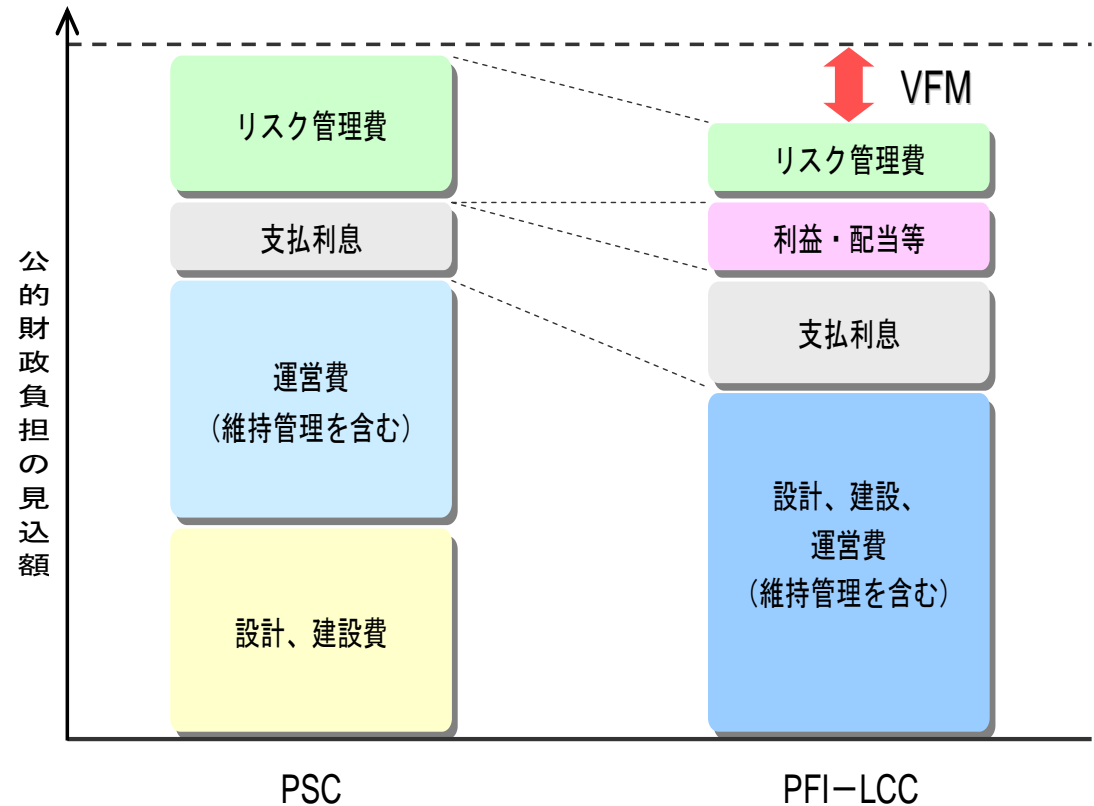 公的財政負担の見込額
リスク管理費
支払利息
運営費
（維持管理を含む）
設計、建設費
PSC
VFM
リスク管理費
利益・配当等
支払利息
設計、建設、
運営費
（維持管理を含む）
PFI－LCC